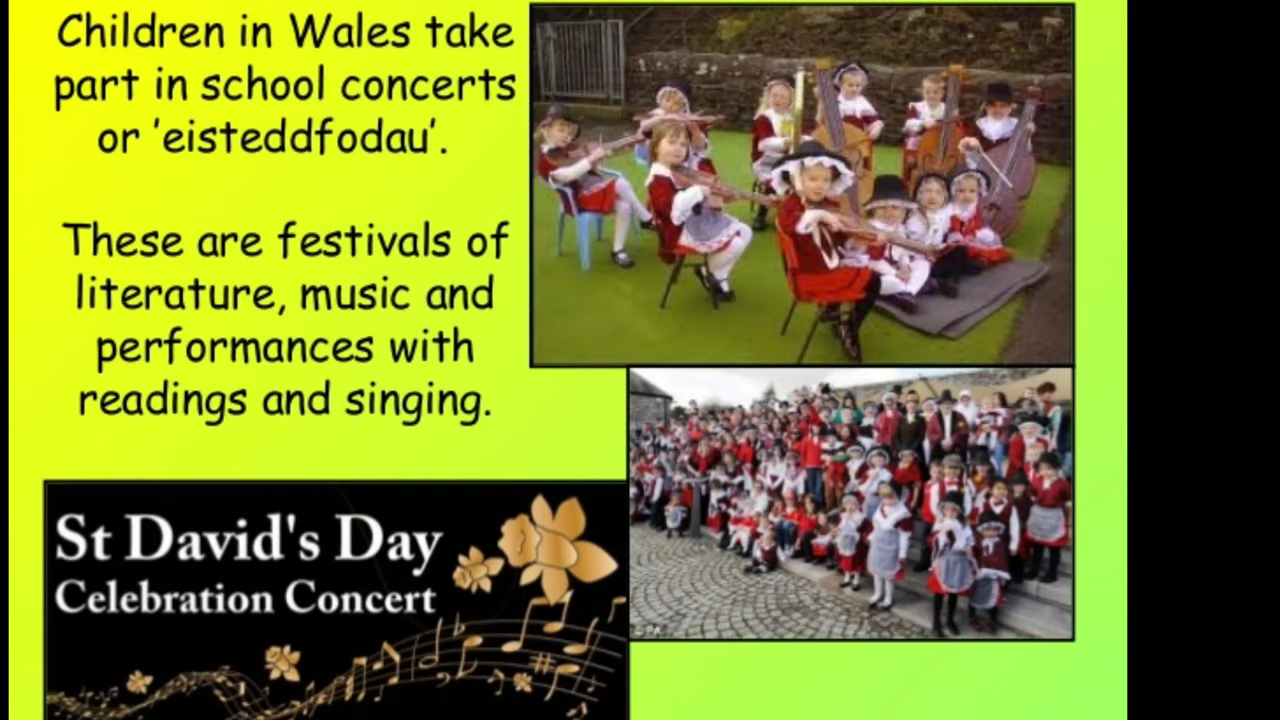 Children in Wales take
part in school concerts
or ’eisteddfodau’.
These are festivals of
literature, music and
performances with
readings and singing.
St David's Day
Celebration Concert